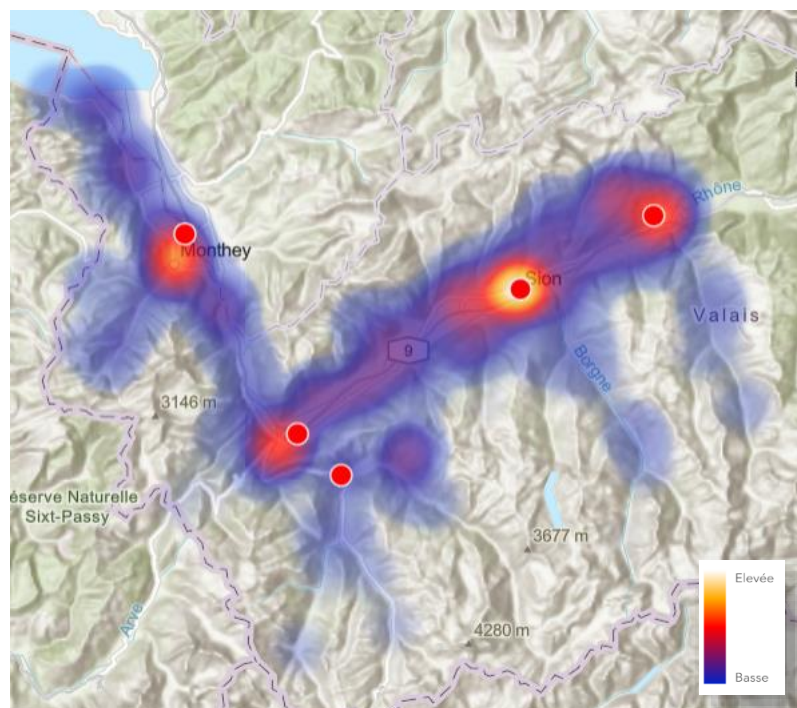 Rhône
Monthey
Sion
Valais
9
Borgne
3146 m
éserve Naturelle
Sixt-Passy
3677 m
Arve
4280 m
Elevée
Basse